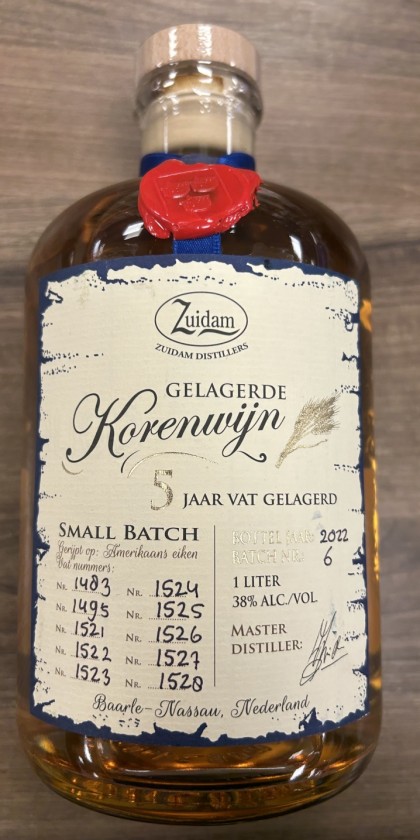 Zuidam
ZUIDAM DISTILLERS
GELAGERDE
Korenwijn
5 JAAR VAT GELAGERD
SMALL BATCH
Gerijpt op: Amerikaans eiken
Vat nummers:
NR. 1483 NR. 1524
NR. 1495 NR. 1525
NR. 1521 NR. 1526
NR. 1522 NR. 1527
NR. 1523 NR. 1528
BOTTEL JAAR: 2022
BATCH NR.: 6
1 LITER
38% ALC./VOL
MASTER
DISTILLER:
Baarle-Nassau, Nederland